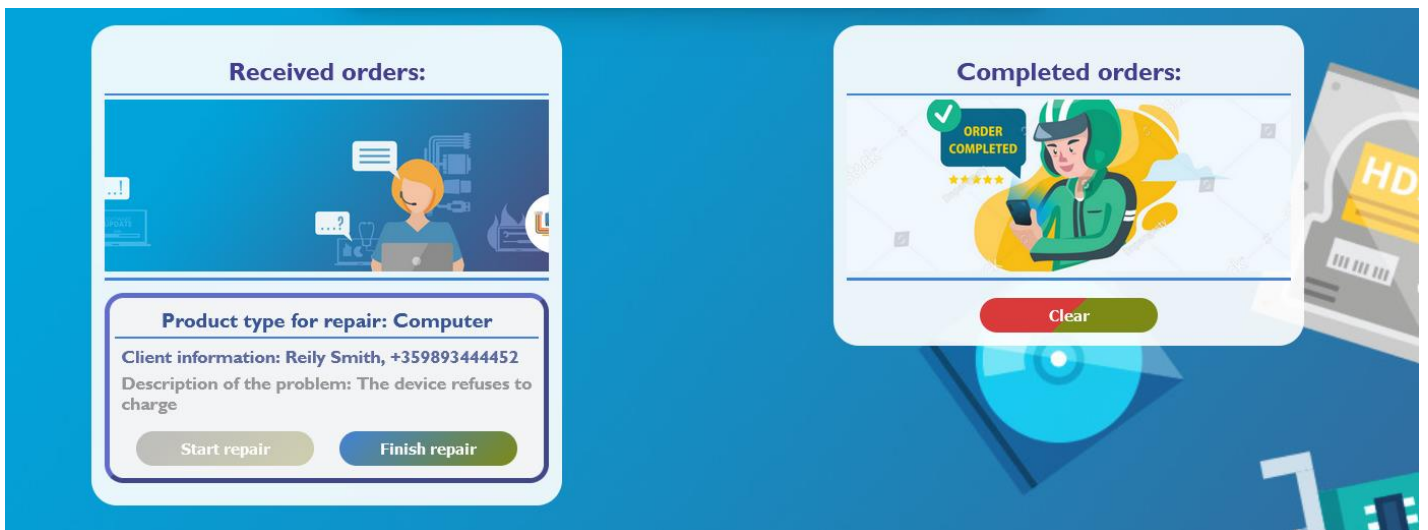 Received orders:
...!
UPDATE
...?
Product type for repair: Computer
Client information: Reily Smith, +359893444452
Description of the problem: The device refuses to
charge
Start repair
Finish repair
Completed orders:
ORDER
COMPLETED
Clear
HD